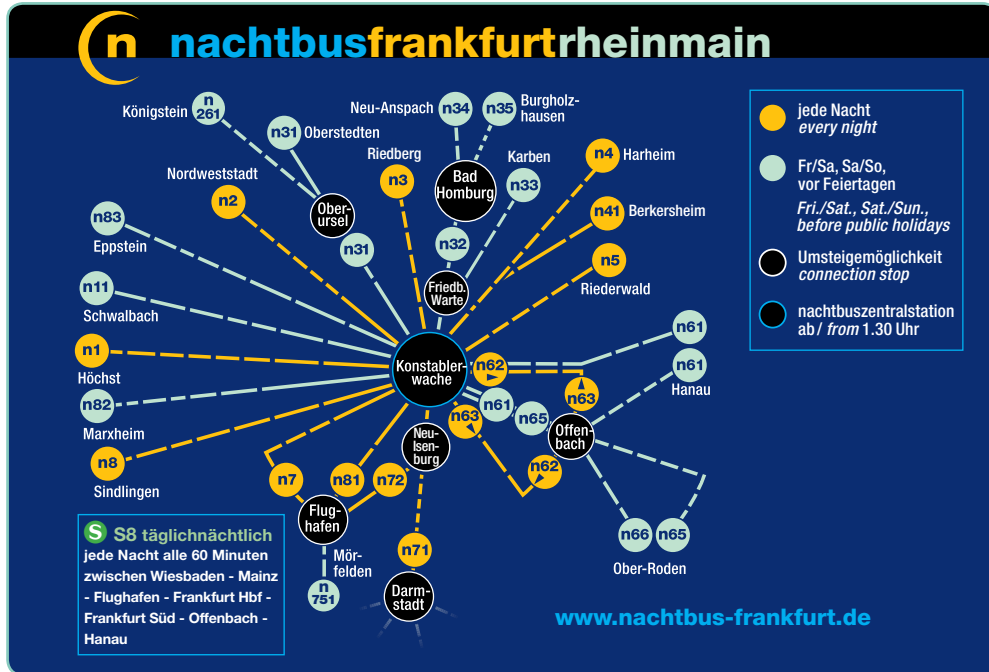 n nachtbusfrankfurtrheinmain
Königstein
n
261
n31
Oberstedten
Neu-Anspach
n34
n35
Burgholz-
hausen
Nordweststadt
n2
Riedberg
n3
Bad
Homburg
Karben
n33
n4
Harheim
Ober-
ursel
n31
n32
n41
Berkersheim
n83
Eppstein
n5
Riederwald
Friedb.
Warte
n11
Schwalbach
n1
Höchst
Konstabler-
wache
n62
n61
n61
Hanau
n63
n82
Marxheim
n61
n65
n63
Offen-
bach
Neu-
Isen-
burg
n8
Sindlingen
n7
n81
n72
n62
Flug-
hafen
n66
n65
Ober-Roden
n71
Mör-
felden
n
751
Darm-
stadt
jede Nacht
every night
Fr/Sa, Sa/So,
vor Feiertagen
Fri./Sat., Sat./Sun.,
before public holidays
Umsteigemöglichkeit
connection stop
nachtbuszentralstation
ab / from 1.30 Uhr
S S8 täglichnächtlich
jede Nacht alle 60 Minuten
zwischen Wiesbaden - Mainz
- Flughafen - Frankfurt Hbf -
Frankfurt Süd - Offenbach -
Hanau
www.nachtbus-frankfurt.de